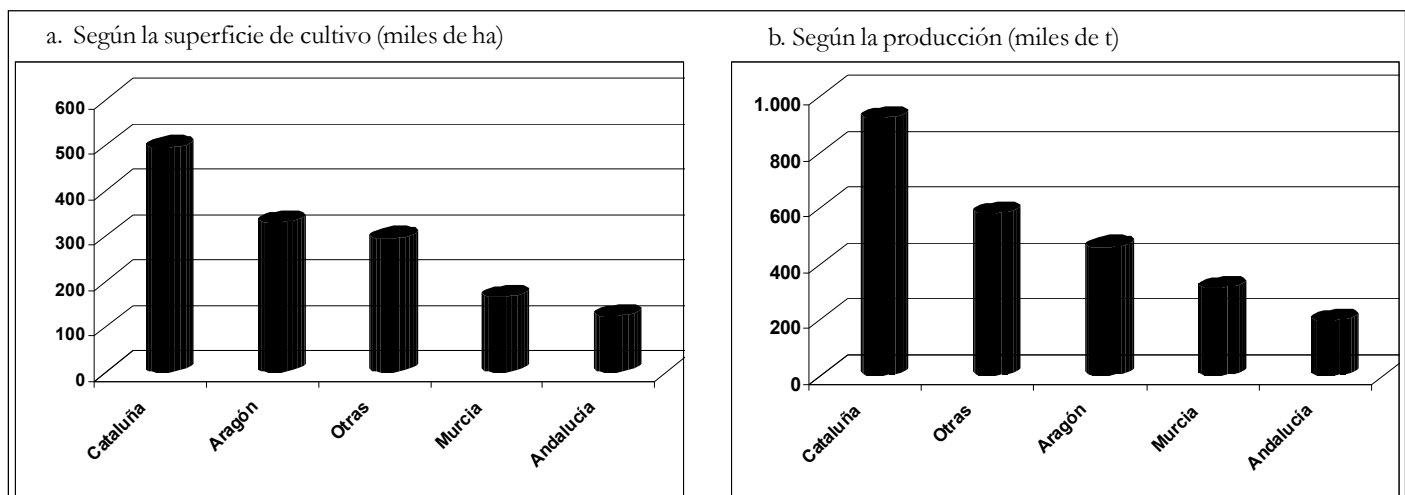 a. Según la superficie de cultivo (miles de ha)
600
500
400
300
200
100
0
Cataluña
Aragón
Otras
Murcia
Andalucía
b. Según la producción (miles de t)
1.000
800
600
400
200
0
Cataluña
Otras
Aragón
Murcia
Andalucía